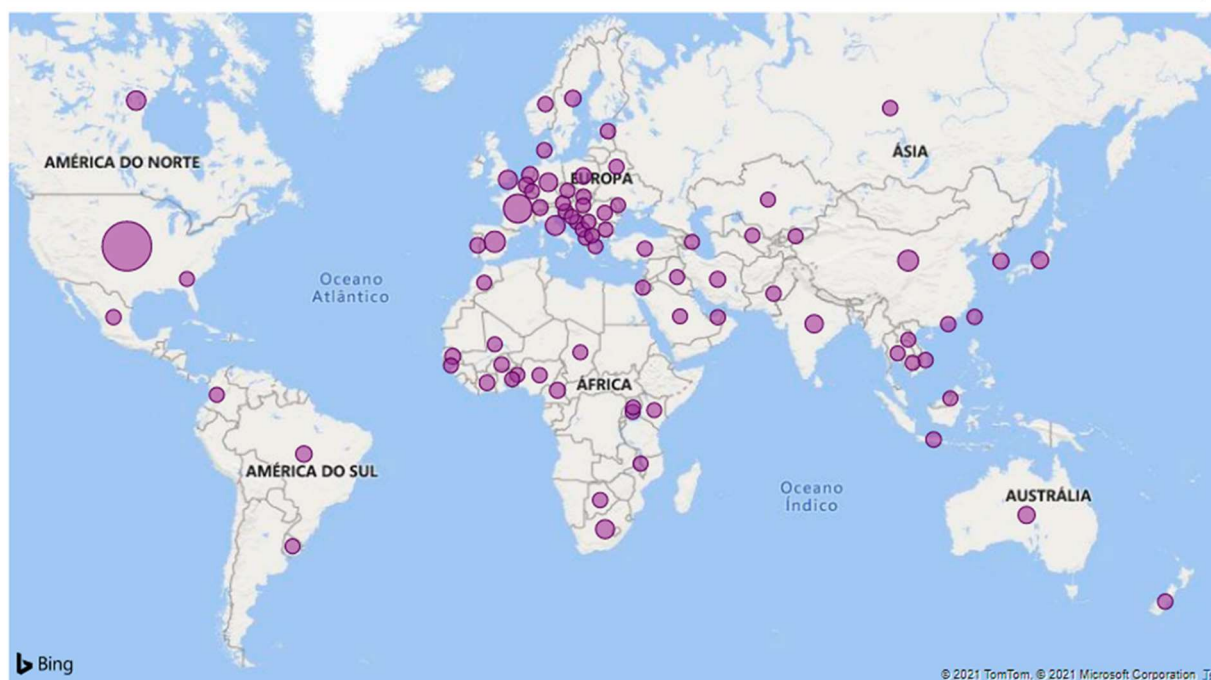 AMÉRICA DO NORTE
ÁSIA
EUROPA
Oceano
Atlântico
ÁFRICA
AMÉRICA DO SUL
Oceano
Índico
AUSTRÁLIA
Bing
© 2021 TomTom, © 2021 Microsoft Corporation